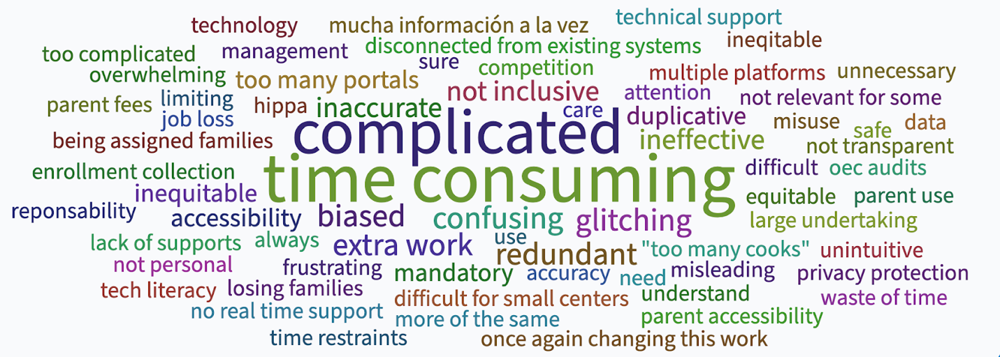 technical support
technology
mucha información a la vez
ineqitable
disconnected from existing systems
too complicated
management
sure
competition
multiple platforms
unnecessary
overwhelming
too many portals
not inclusive
attention
not relevant for some
limiting
parent fees
hippa
inaccurate
care
duplicative
job loss
complicated
misuse
safe
data
being assigned families
ineffective
not transparent
enrollment collection
time consuming
difficult
oec audits
inequitable
equitable
parent use
reponsability
accessibility
biased
confusing
glitching
large undertaking
lack of supports
always
extra work
use
redundant
"too many cooks"
unintuitive
not personal
frustrating
mandatory
accuracy
need
misleading
privacy protection
tech literacy
losing families
difficult for small centers
understand
waste of time
no real time support
more of the same
parent accessibility
time restraints
once again changing this work